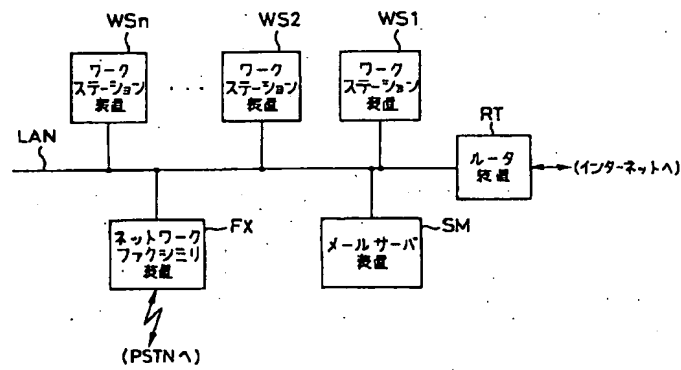 WSn
WS2
WS1
ワーク
ステーション
装置
・・・
ワーク
ステーション
装置
ワーク
ステーション
装置
LAN
RT
ルータ
装置
(インターネットへ)
ネットワーク
ファクシミリ
装置
FX
メールサーバ
装置
SM
(PSTNへ)